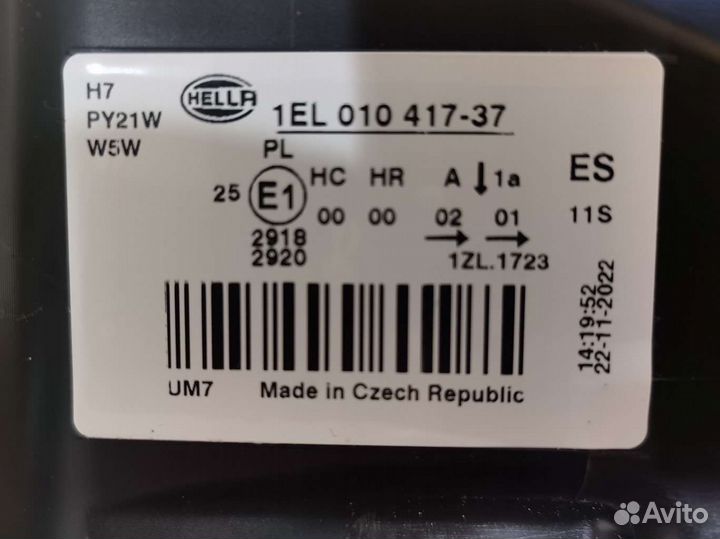 H7
PY21W
W5W
HELLA
1EL 010 417-37
PL
25 E1 HC HR A ↓ 1a
00 00 02 01
2918
2920
→ →
1ZL.1723
ES
11S
14:19:52
22-11-2022
UM7
Made in Czech Republic
Avito